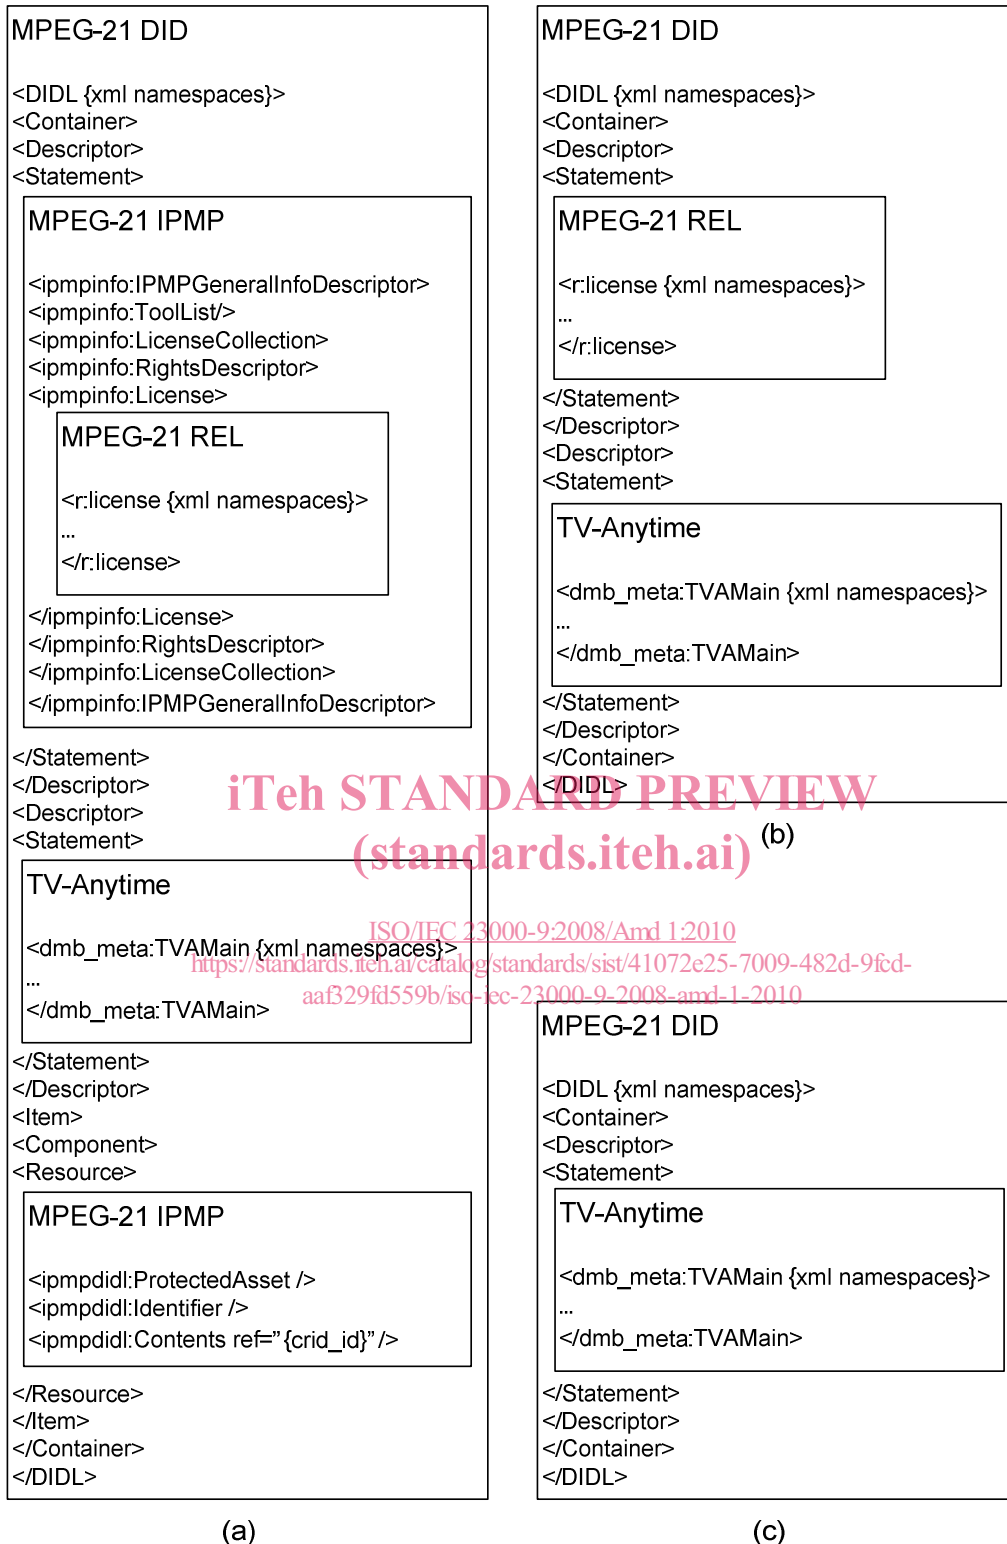 MPEG-21 DID
<DIDL {xml namespaces}>
<Container>
<Descriptor>
<Statement>
MPEG-21 IPMP
<ipmpinfo:IPMPGeneralInfoDescriptor>
<ipmpinfo:ToolList/>
<ipmpinfo:LicenseCollection>
<ipmpinfo:RightsDescriptor>
<ipmpinfo:License>
MPEG-21 REL
<r:license {xml namespaces}>
...
</r:license>
</ipmpinfo:License>
</ipmpinfo:RightsDescriptor>
</ipmpinfo:LicenseCollection>
</ipmpinfo:IPMPGeneralInfoDescriptor>
</Statement>
</Descriptor>
<Descriptor>
<Statement>
TV-Anytime
<dmb_meta:TVAMain {xml namespaces}>
...
</dmb_meta:TVAMain>
</Statement>
</Descriptor>
<Item>
<Component>
<Resource>
MPEG-21 IPMP
<ipmpdidl:ProtectedAsset />
<ipmpdidl:Identifier />
<ipmpdidl:Contents ref="{crid_id}" />
</Resource>
</Item>
</Container>
</DIDL>
(a)
MPEG-21 DID
<DIDL {xml namespaces}>
<Container>
<Descriptor>
<Statement>
MPEG-21 REL
<r:license {xml namespaces}>
...
</r:license>
</Statement>
</Descriptor>
<Descriptor>
<Statement>
TV-Anytime
<dmb_meta:TVAMain {xml namespaces}>
...
</dmb_meta:TVAMain>
</Statement>
</Descriptor>
</Container>
</DIDL>
(b)
iTeh STANDARD PREVIEW
(standards.iteh.ai)
ISO/IEC 23000-9:2008/Amd 1:2010
https://standards.iteh.ai/catalog/standards/sist/41072e25-7009-482d-9fcd-
aaf329fd559b/iso-iec-23000-9-2008-amd-1-2010
MPEG-21 DID
<DIDL {xml namespaces}>
<Container>
<Descriptor>
<Statement>
TV-Anytime
<dmb_meta:TVAMain {xml namespaces}>
...
</dmb_meta:TVAMain>
</Statement>
</Descriptor>
</Container>
</DIDL>
(c)